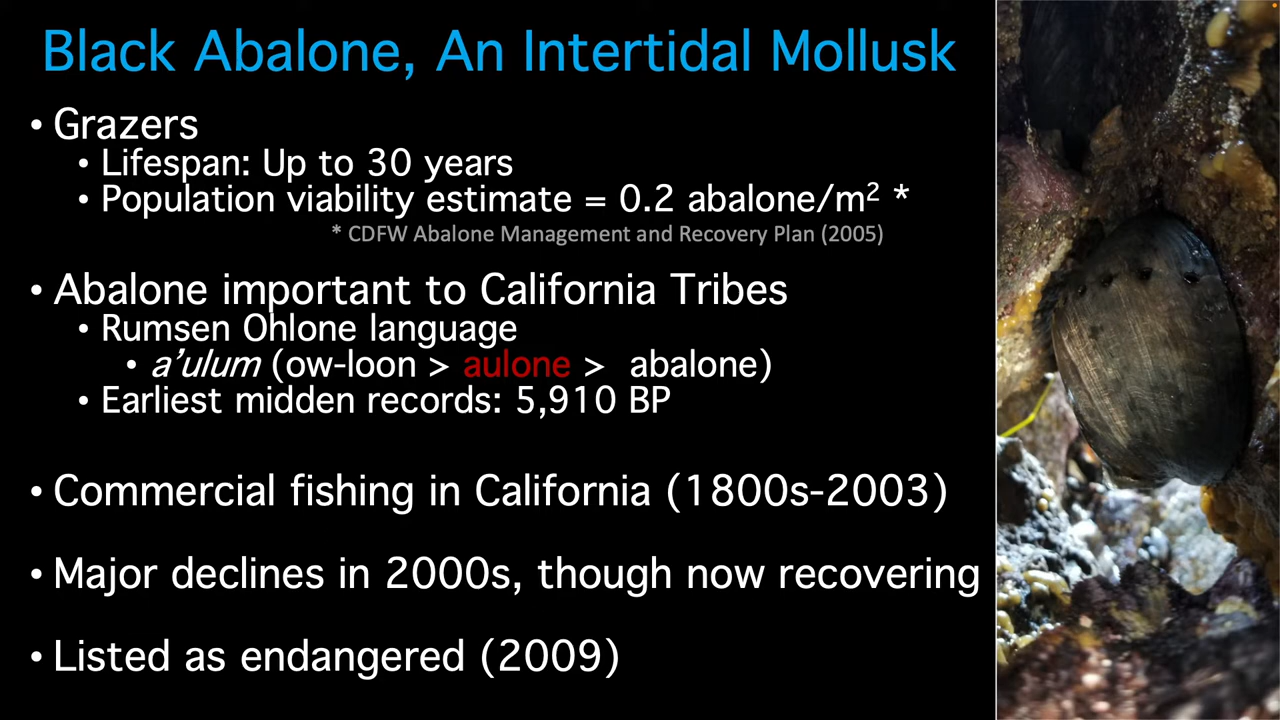 Black Abalone, An Intertidal Mollusk
• Grazers
• Lifespan: Up to 30 years
• Population viability estimate = 0.2 abalone/m² *
* CDFW Abalone Management and Recovery Plan (2005)
• Abalone important to California Tribes
• Rumsen Ohlone language
• a’ulum (ow-loon > aulone > abalone)
• Earliest midden records: 5,910 BP
• Commercial fishing in California (1800s-2003)
• Major declines in 2000s, though now recovering
• Listed as endangered (2009)